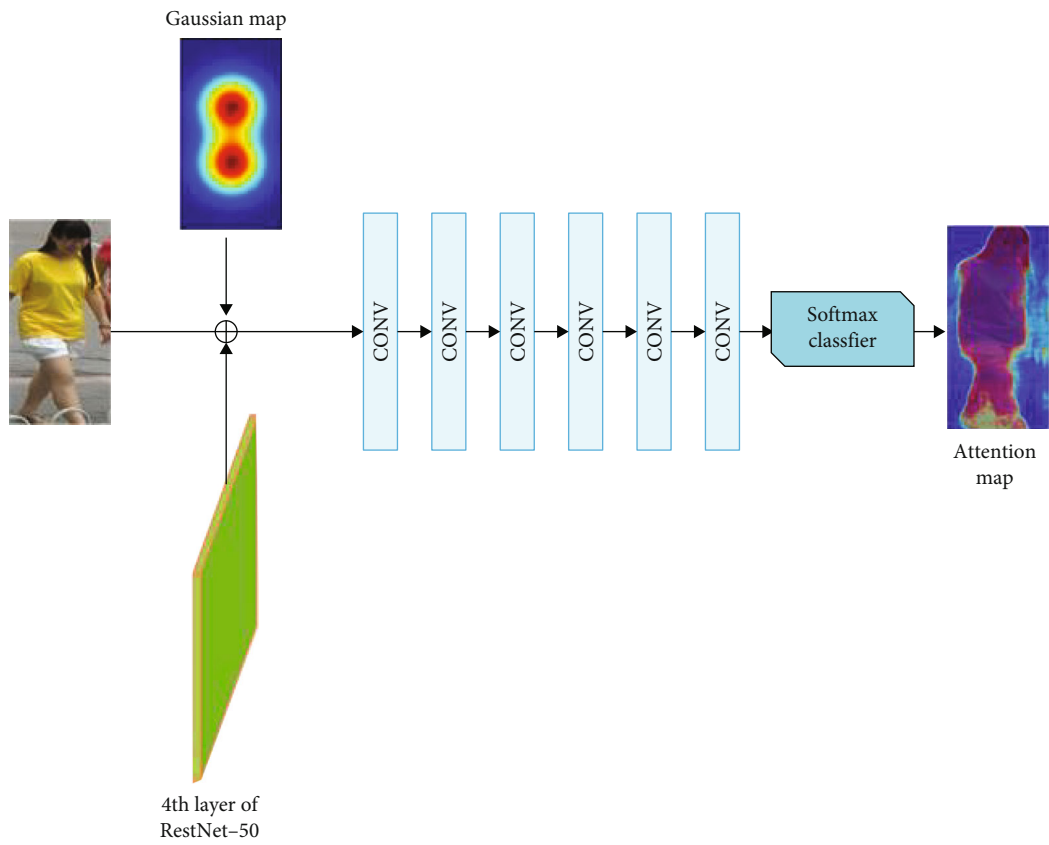 Gaussian map
CONV
CONV
CONV
CONV
CONV
CONV
Softmax
classfier
Attention
map
4th layer of
RestNet–50